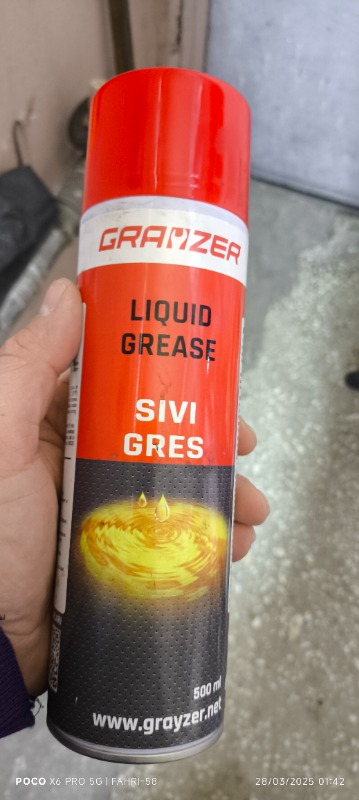 GRANZER
LIQUID
GREASE
SIVI
GRES
500 ml
www.grayzer.net
POCO X6 PRO 5G | FAHRİ-58
28/03/2025 01:42